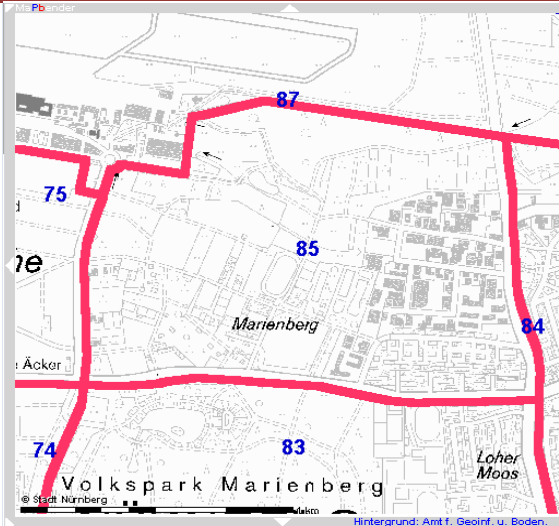 MaPbender
87
75
d
85
ne
Marienberg
84
e Äcker
74
83
Loher
Moos
Volkspark Marienberg
© Stadt Nürnberg
Hintergrund: Amt f. Geoinf. u. Boden